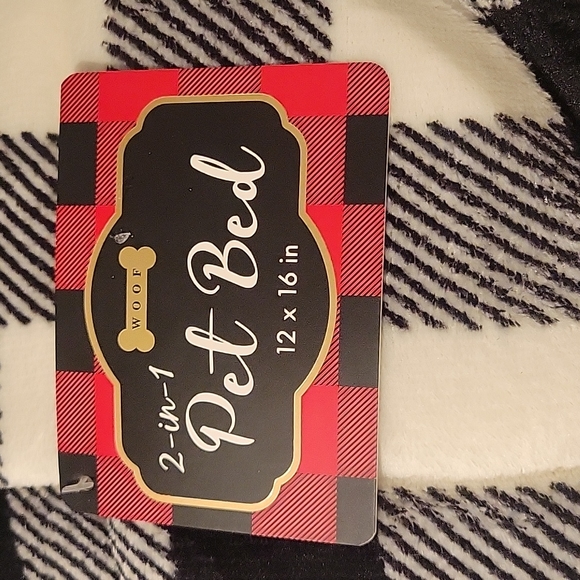 WOOF
2-in-1
Pet Bed
12 x 16 in